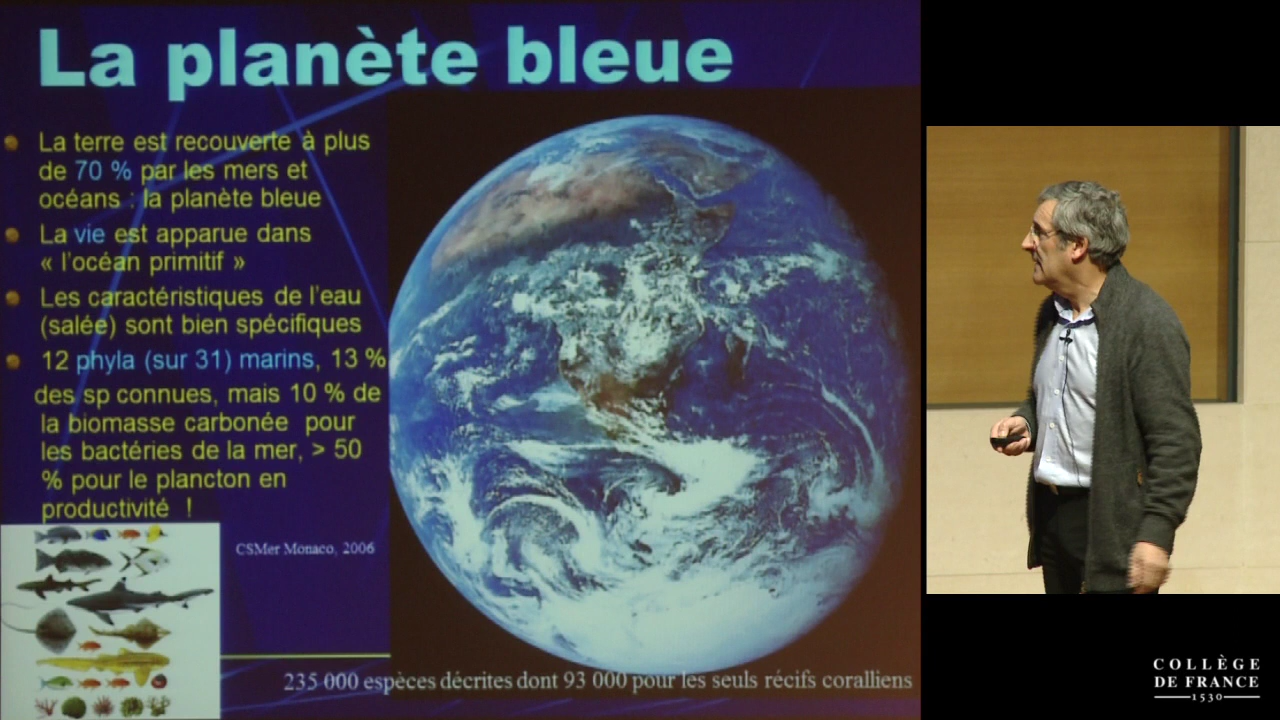 La planète bleue
La terre est recouverte à plus
de 70 % par les mers et
océans : la planète bleue
La vie est apparue dans
« l'océan primitif »
Les caractéristiques de l'eau
(salée) sont bien spécifiques
12 phyla (sur 31) marins, 13 %
des sp connues, mais 10 % de
la biomasse carbonée pour
les bactéries de la mer, > 50
% pour le plancton en
productivité !
CSMer Monaco, 2006
235 000 espèces décrites dont 93 000 pour les seuls récifs coralliens
COLLÈGE
DE FRANCE
1530